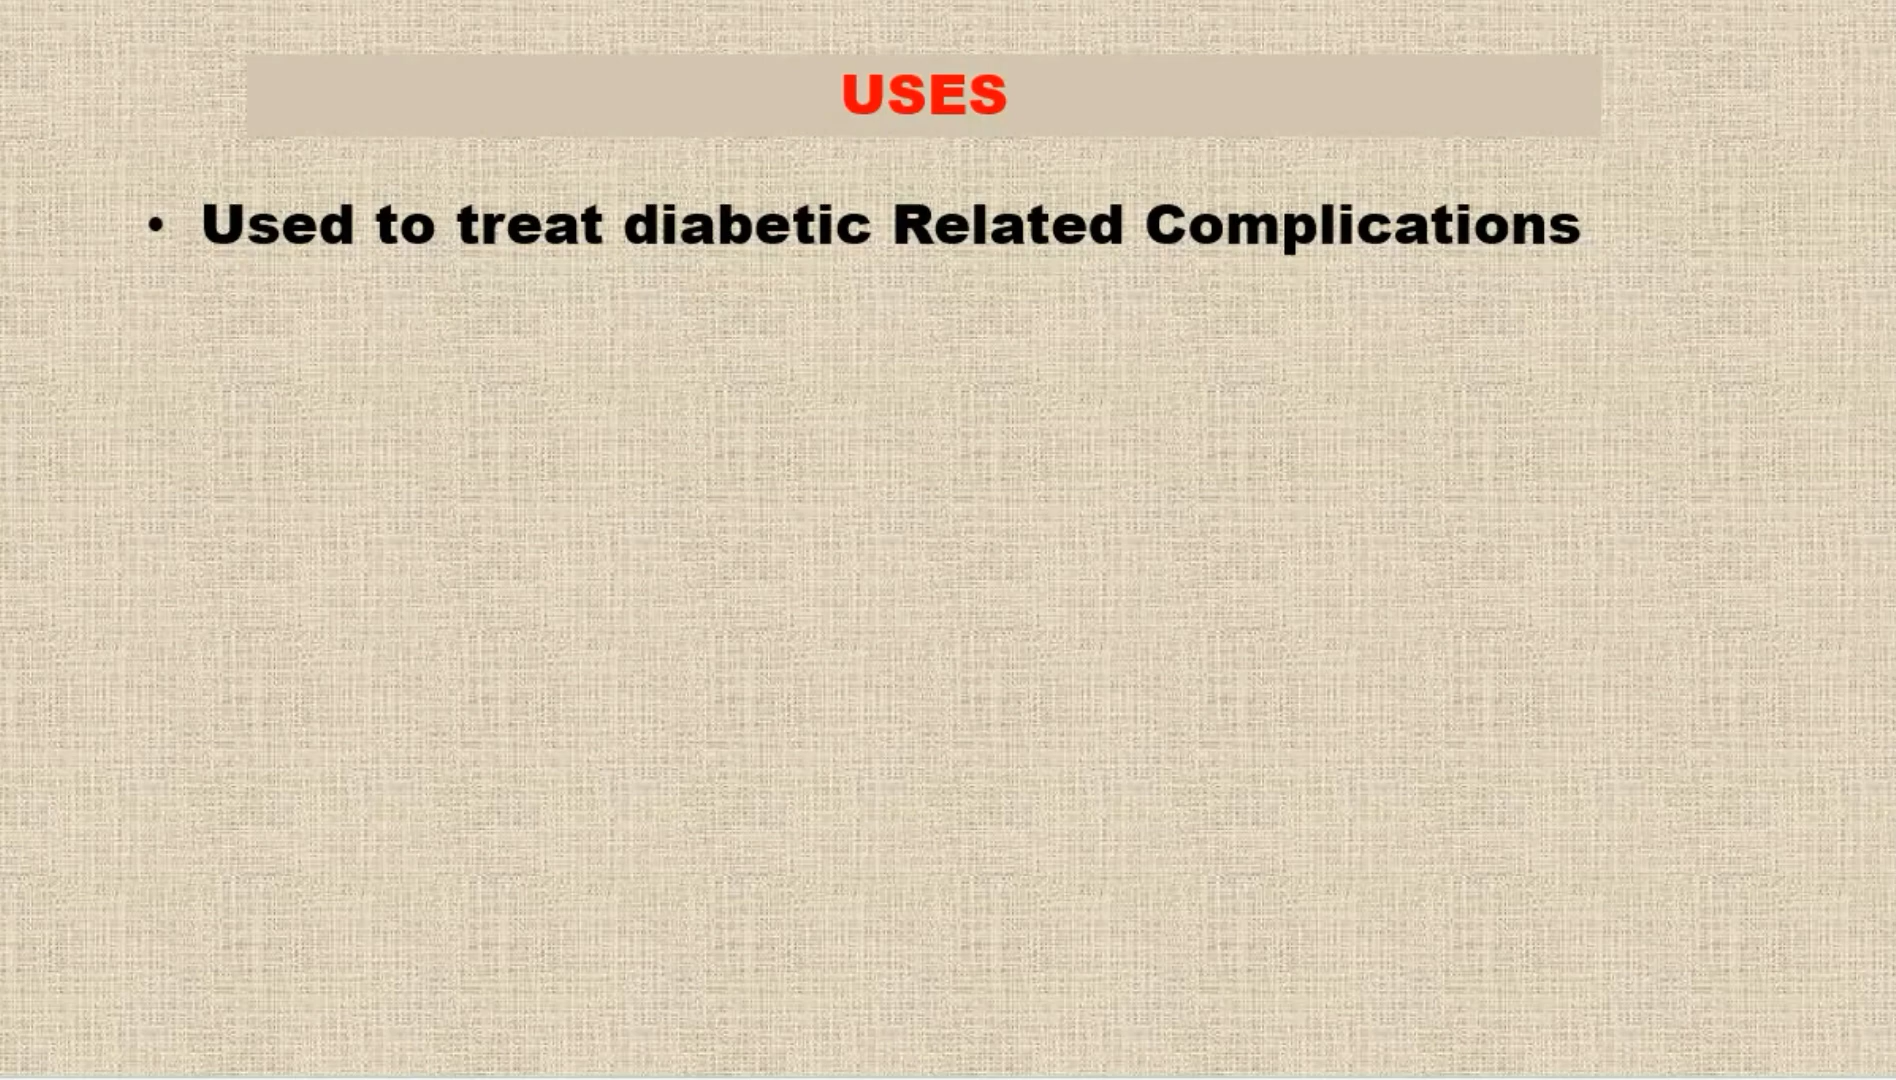 USES
• Used to treat diabetic Related Complications